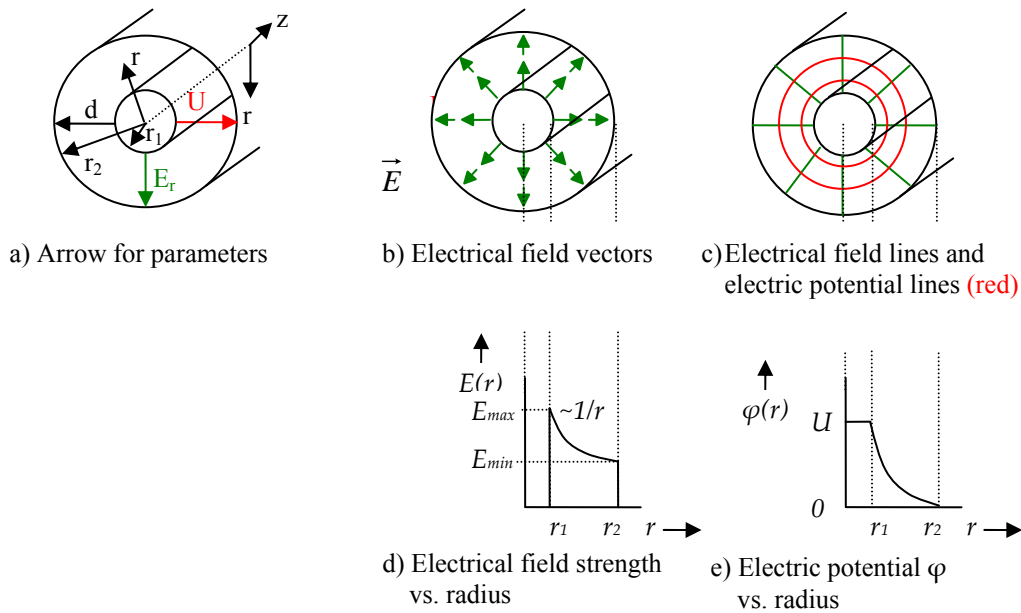 z
r
U
d
r
r1
r2
Er
a) Arrow for parameters
E
b) Electrical field vectors
c)Electrical field lines and
electric potential lines (red)
E(r)
Emax
~1/r
Emin
r1
r2
r
d) Electrical field strength
vs. radius
φ(r)
U
0
r1
r2
r
e) Electric potential φ
vs. radius